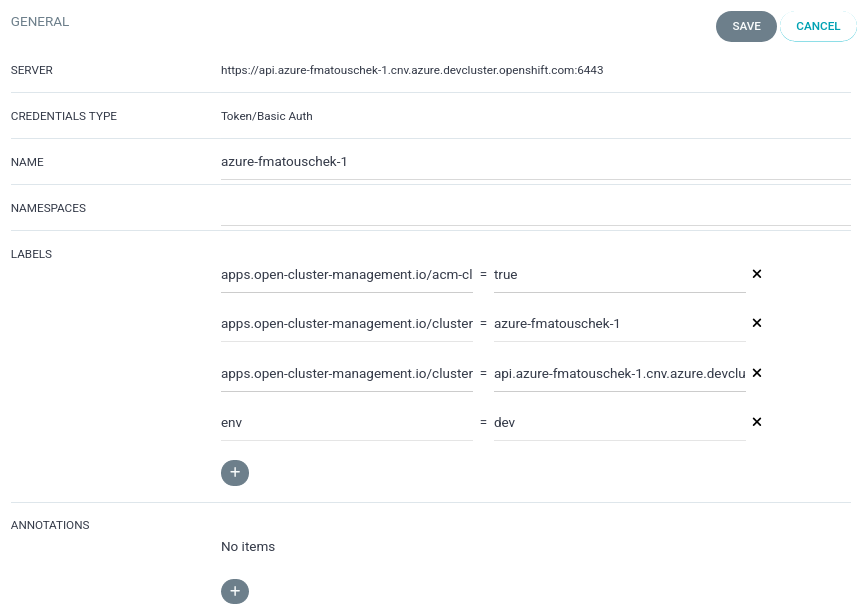 GENERAL
SAVE
CANCEL
SERVER
https://api.azure-fmatouschek-1.cnv.azure.devcluster.openshift.com:6443
CREDENTIALS TYPE
Token/Basic Auth
NAME
azure-fmatouschek-1
NAMESPACES
LABELS
apps.open-cluster-management.io/acm-cl = true
apps.open-cluster-management.io/cluster = azure-fmatouschek-1
apps.open-cluster-management.io/cluster = api.azure-fmatouschek-1.cnv.azure.devclu
env = dev
+
ANNOTATIONS
No items
+